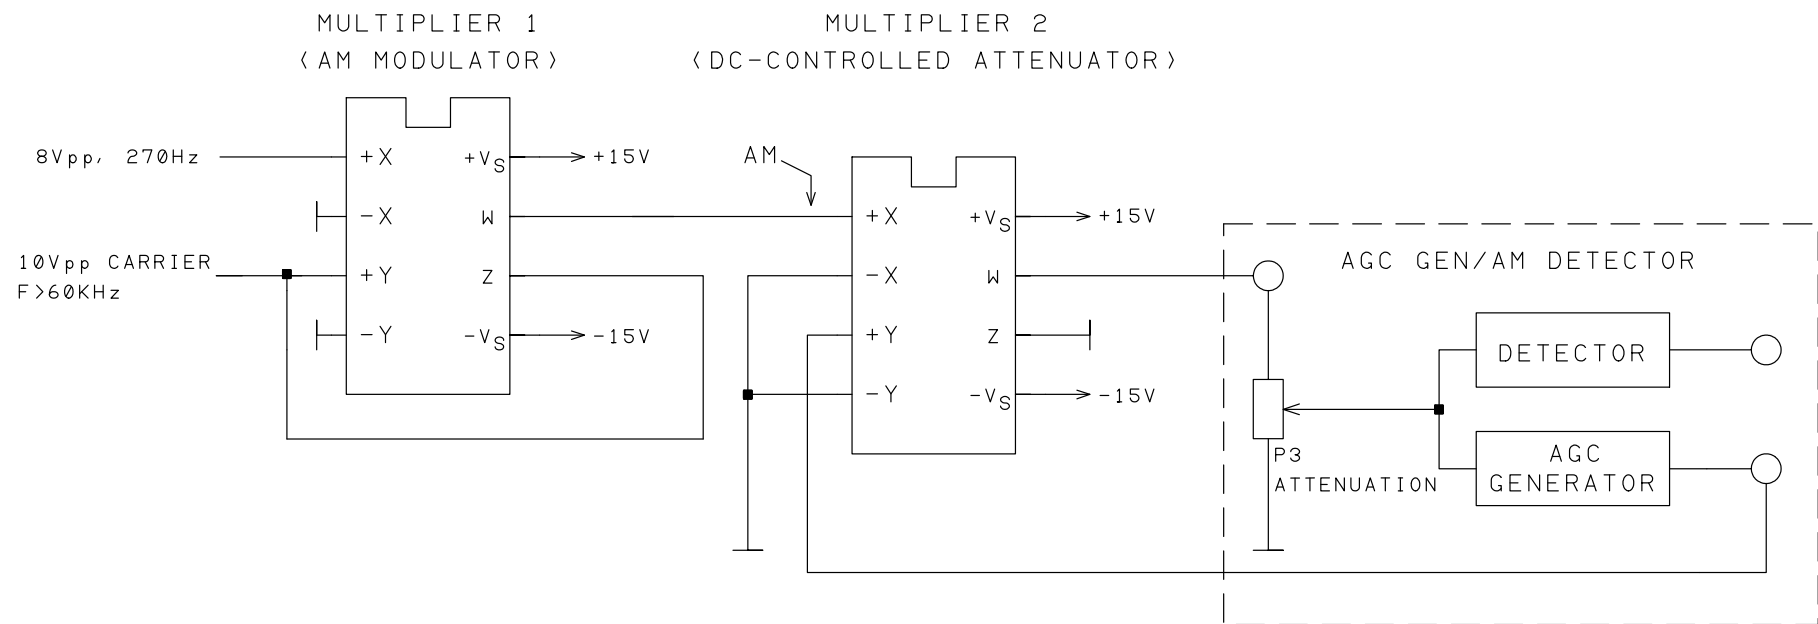 MULTIPLIER 1
<AM MODULATOR>
MULTIPLIER 2
<DC-CONTROLLED ATTENUATOR>
8Vpp, 270Hz
+X
+VS
+15V
-X
W
10Vpp CARRIER
F>60KHz
+Y
Z
-Y
-VS
-15V
AM
+X
+VS
+15V
-X
W
+Y
Z
-Y
-VS
-15V
AGC GEN/AM DETECTOR
DETECTOR
P3
ATTENUATION
AGC
GENERATOR